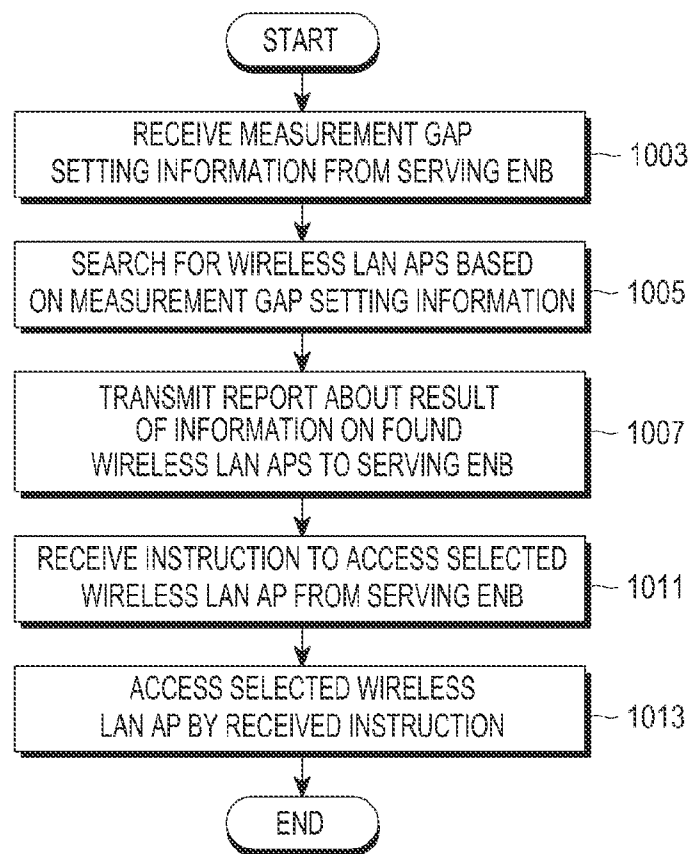 START
RECEIVE MEASUREMENT GAP
SETTING INFORMATION FROM SERVING ENB
1003
SEARCH FOR WIRELESS LAN APS BASED
ON MEASUREMENT GAP SETTING INFORMATION
1005
TRANSMIT REPORT ABOUT RESULT
OF INFORMATION ON FOUND
WIRELESS LAN APS TO SERVING ENB
1007
RECEIVE INSTRUCTION TO ACCESS SELECTED
WIRELESS LAN AP FROM SERVING ENB
1011
ACCESS SELECTED WIRELESS
LAN AP BY RECEIVED INSTRUCTION
1013
END